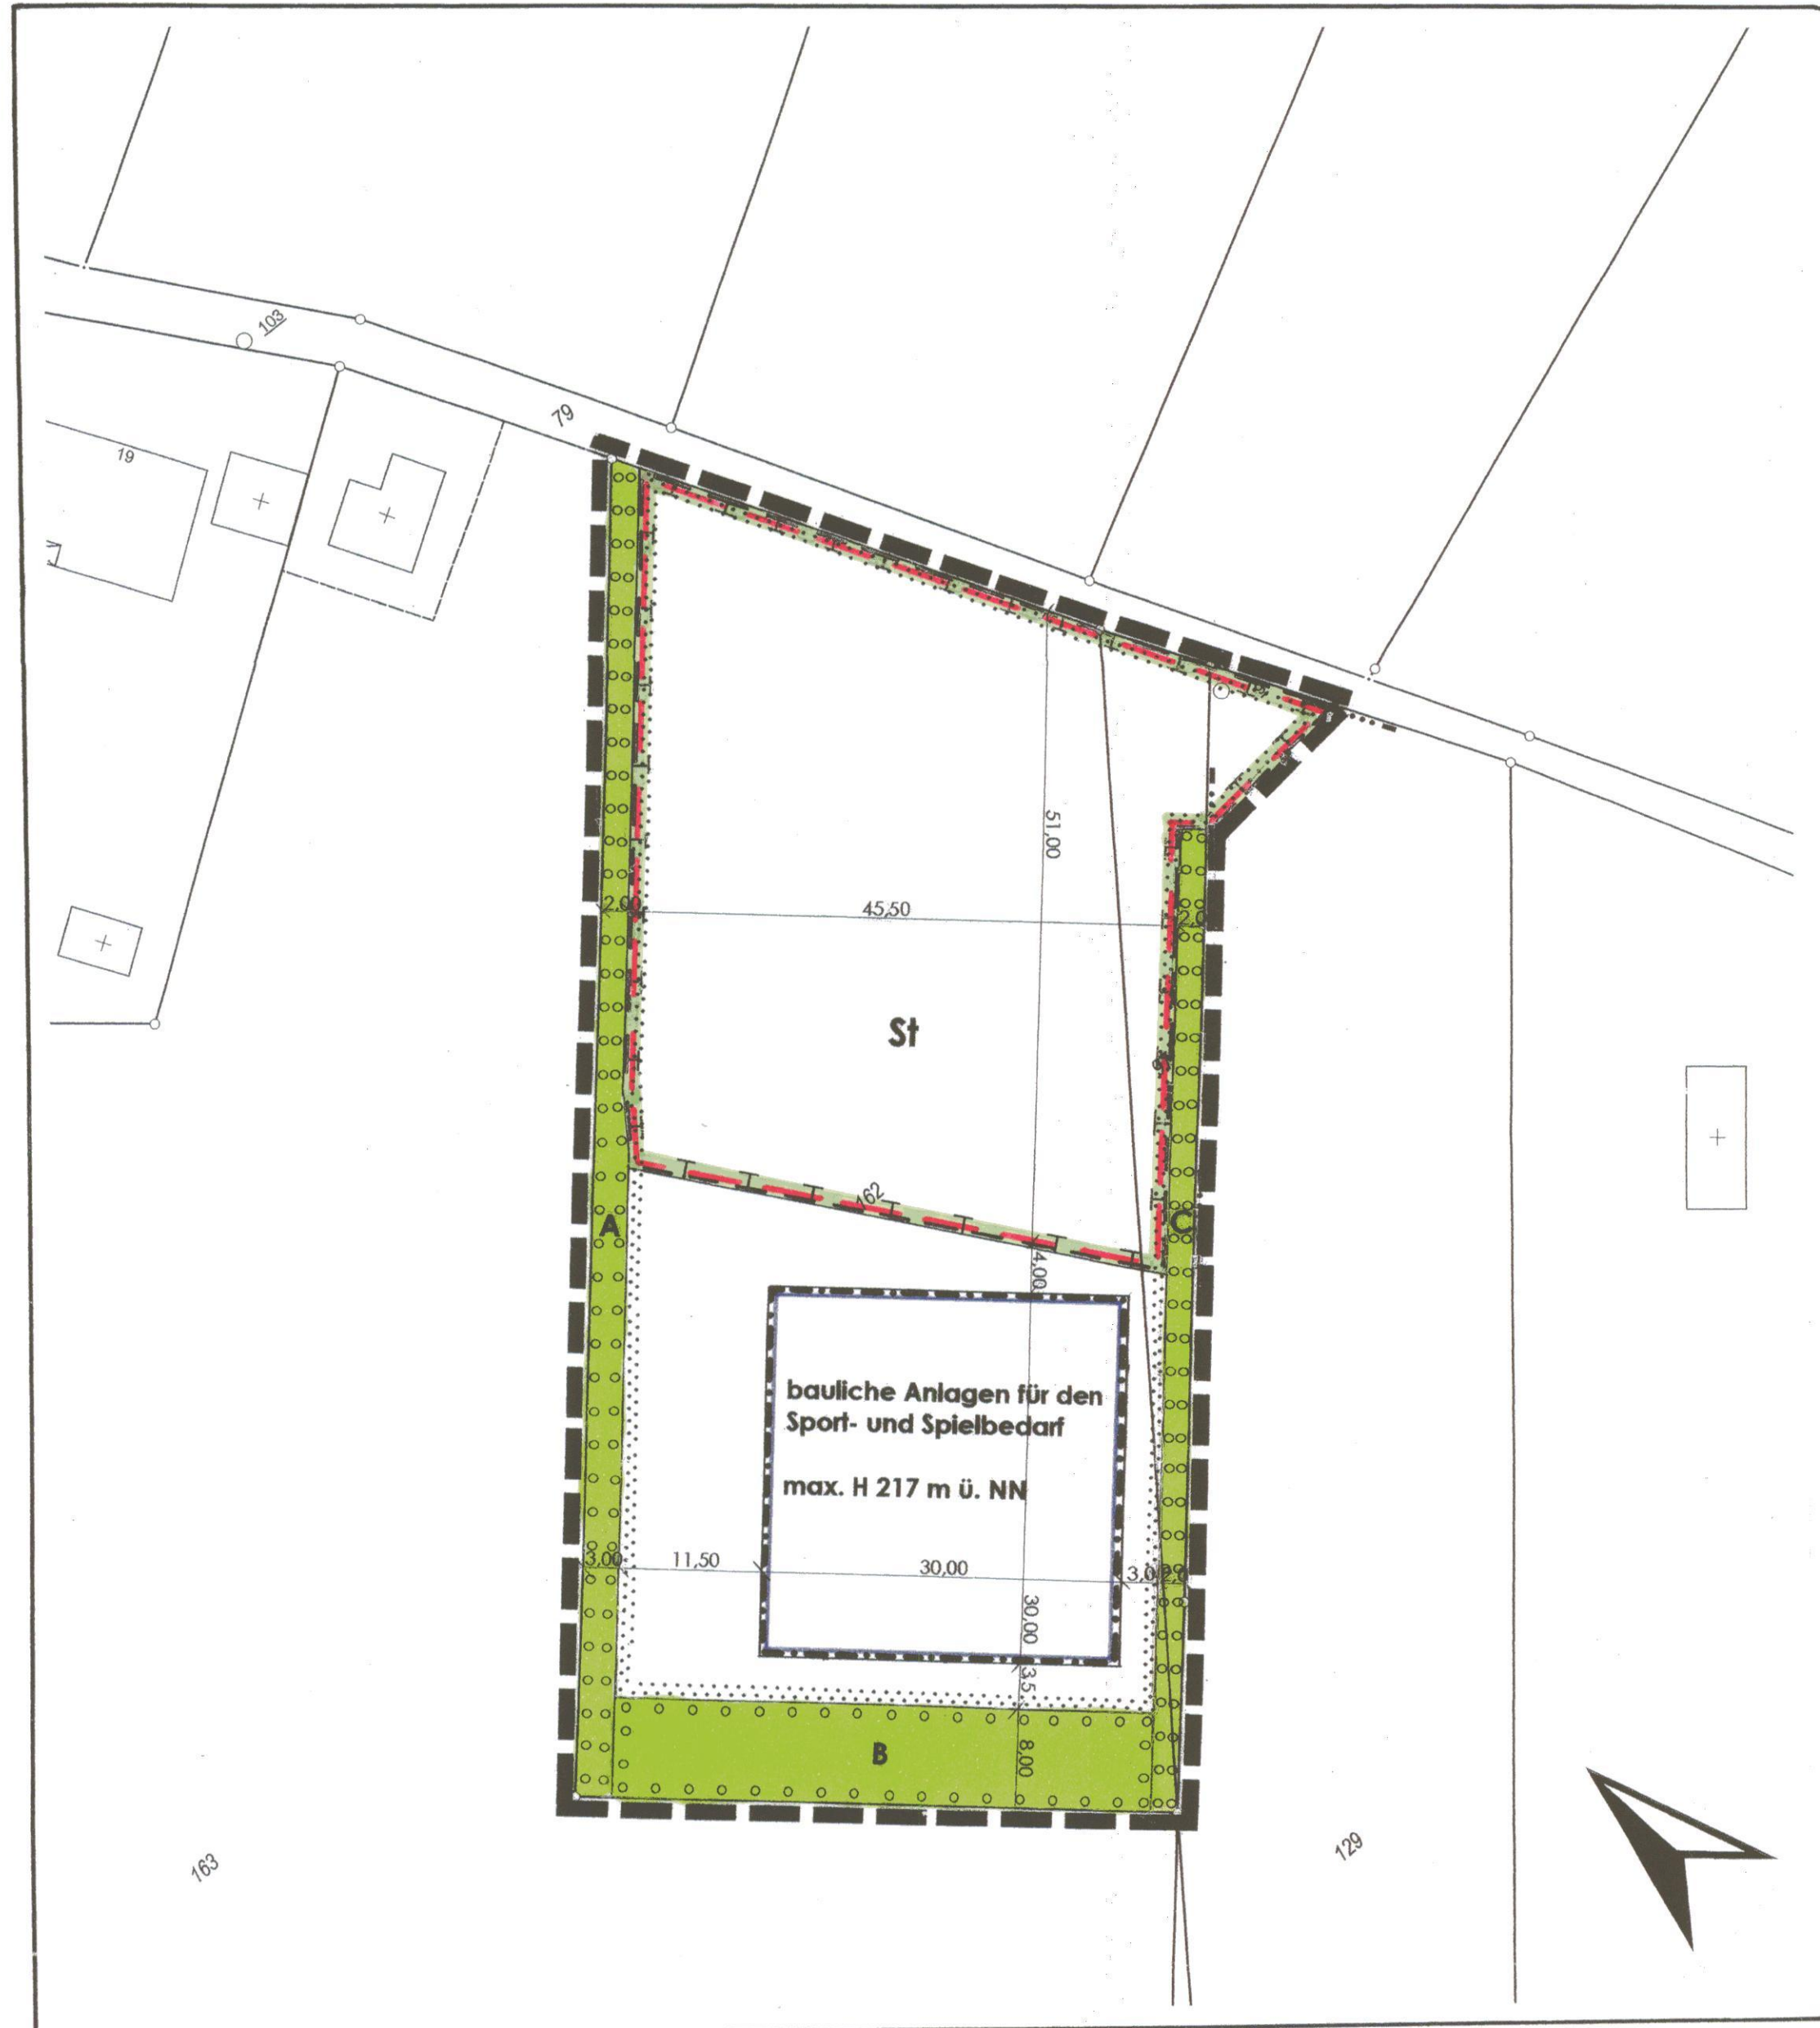 103
79
19
51,00
2,00
45,50
2,0
St
162
A
C
4,00
bauliche Anlagen für den
Sport- und Spielbedarf
max. H 217 m ü. NN
3,00
11,50
30,00
3,0
30,00
3,5
B
8,00
163
129